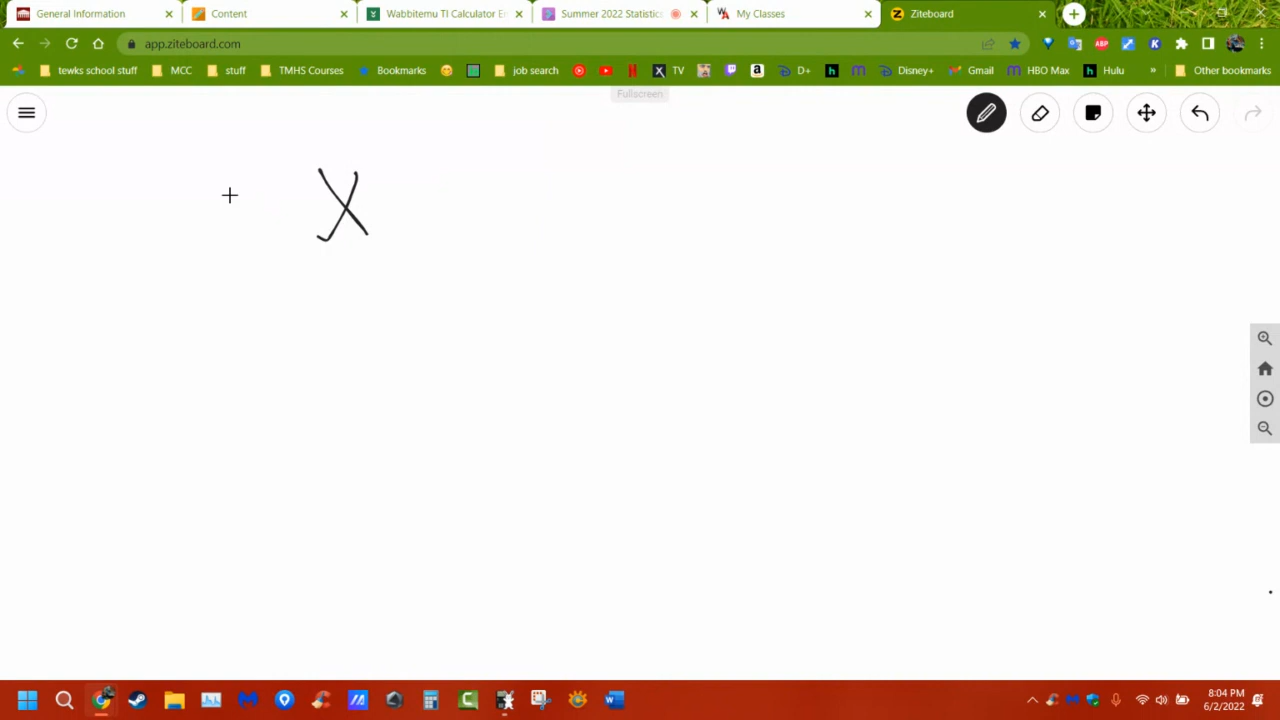 General Information Content Wabbitemu TI Calculator E Summer 2022 Statistic My Classes Ziteboard
app.ziteboard.com
tewks school stuff MCC stuff TMHS Courses Bookmarks job search TV D+ Disney+ Gmail HBO Max Hulu » Other bookmarks
Fullscreen
X
8:04 PM
6/2/2022